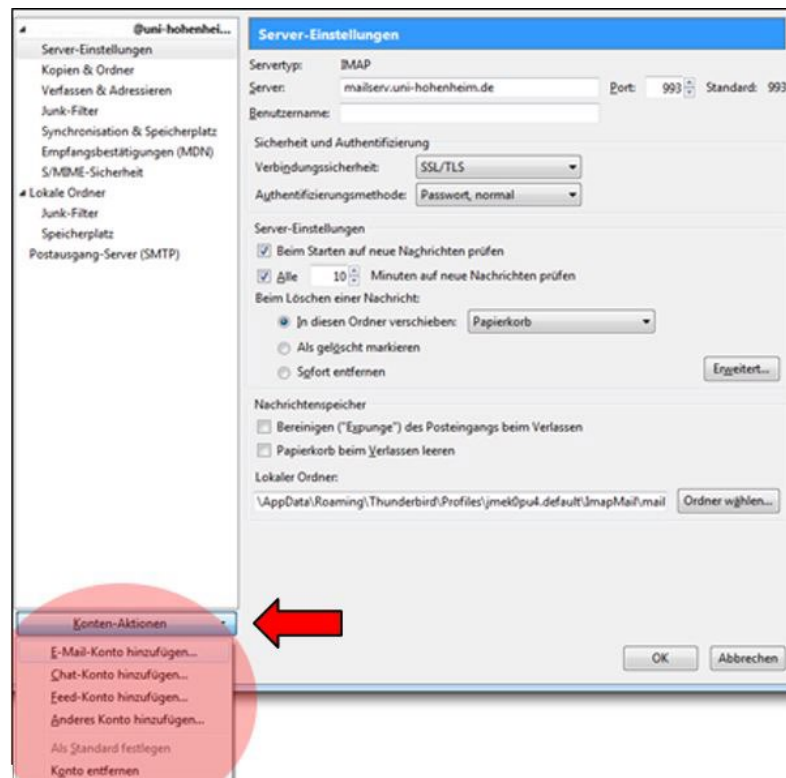 @uni-hohenhei...
Server-Einstellungen
Kopien & Ordner
Verfassen & Adressieren
Junk-Filter
Synchronisation & Speicherplatz
Empfangsbestätigungen (MDN)
S/MIME-Sicherheit
Lokale Ordner
Junk-Filter
Speicherplatz
Postausgang-Server (SMTP)
Konten-Aktionen
E-Mail-Konto hinzufügen...
Chat-Konto hinzufügen...
Feed-Konto hinzufügen...
Anderes Konto hinzufügen...
Als Standard festlegen
Konto entfernen
Server-Einstellungen
Servertyp: IMAP
Server: mailserv.uni-hohenheim.de Port: 993 Standard: 993
Benutzername:
Sicherheit und Authentifizierung
Verbindungssicherheit: SSL/TLS
Authentifizierungsmethode: Passwort, normal
Server-Einstellungen
Beim Starten auf neue Nachrichten prüfen
Alle 10 Minuten auf neue Nachrichten prüfen
Beim Löschen einer Nachricht:
In diesen Ordner verschieben: Papierkorb
Als gelöscht markieren
Sofort entfernen
Erweitert...
Nachrichtenspeicher
Bereinigen ("Expunge") des Posteingangs beim Verlassen
Papierkorb beim Verlassen leeren
Lokaler Ordner:
\AppData\Roaming\Thunderbird\Profiles\jmek0pu4.default\ImapMail\mail Ordner wählen...
OK Abbrechen